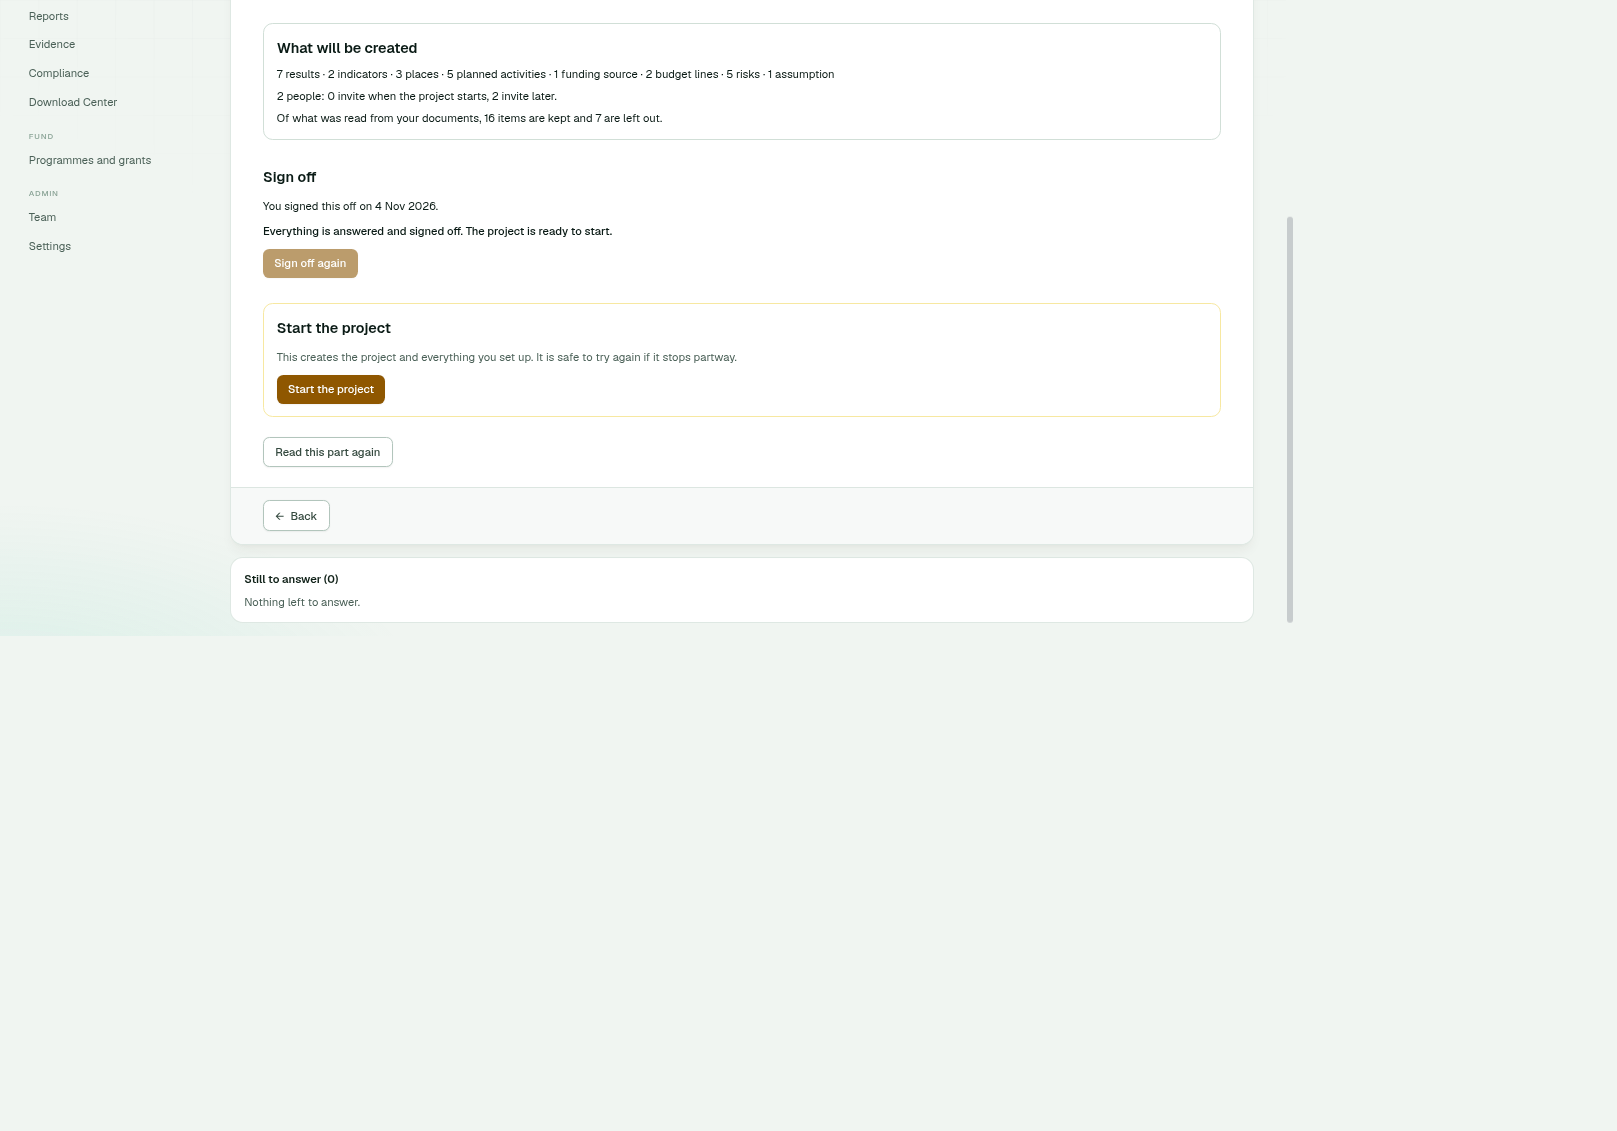 Reports
Evidence
Compliance
Download Center
FUND
Programmes and grants
ADMIN
Team
Settings
What will be created
7 results · 2 indicators · 3 places · 5 planned activities · 1 funding source · 2 budget lines · 5 risks · 1 assumption
2 people: 0 invite when the project starts, 2 invite later.
Of what was read from your documents, 16 items are kept and 7 are left out.
Sign off
You signed this off on 4 Nov 2026.
Everything is answered and signed off. The project is ready to start.
Sign off again
Start the project
This creates the project and everything you set up. It is safe to try again if it stops partway.
Start the project
Read this part again
← Back
Still to answer (0)
Nothing left to answer.